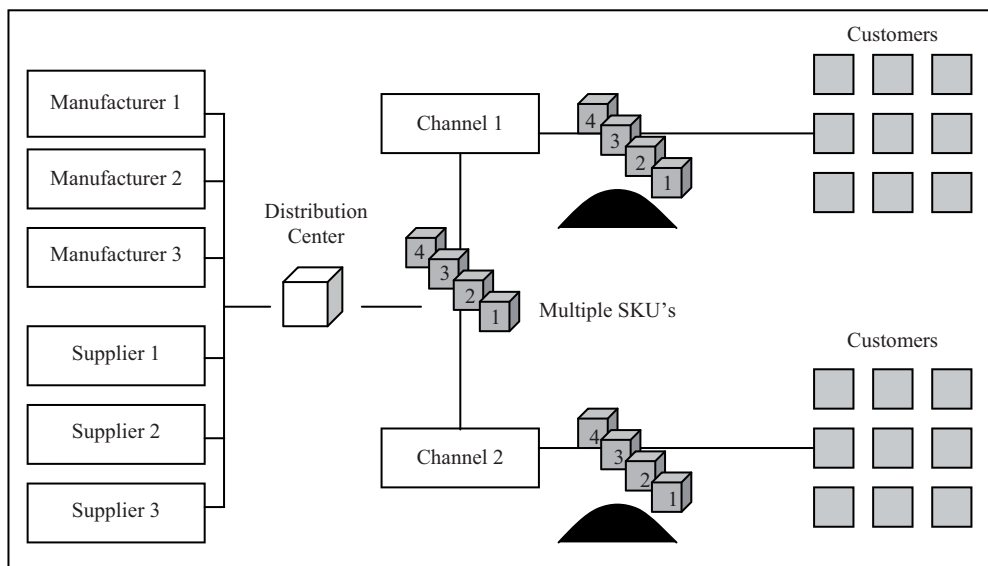 Manufacturer 1
Manufacturer 2
Manufacturer 3
Supplier 1
Supplier 2
Supplier 3
Distribution
Center
4
3
2
1
Multiple SKU's
Channel 1
4
3
2
1
Customers
Channel 2
4
3
2
1
Customers